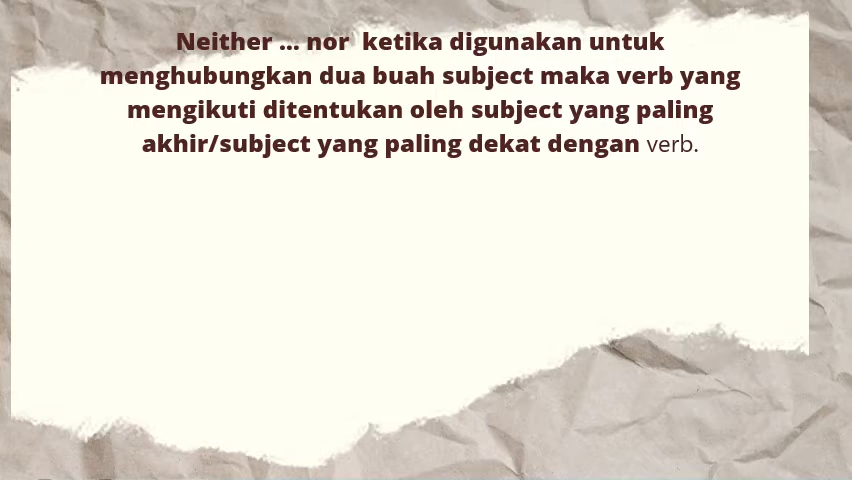 Neither ... nor ketika digunakan untuk
menghubungkan dua buah subject maka verb yang
mengikuti ditentukan oleh subject yang paling
akhir/subject yang paling dekat dengan verb.